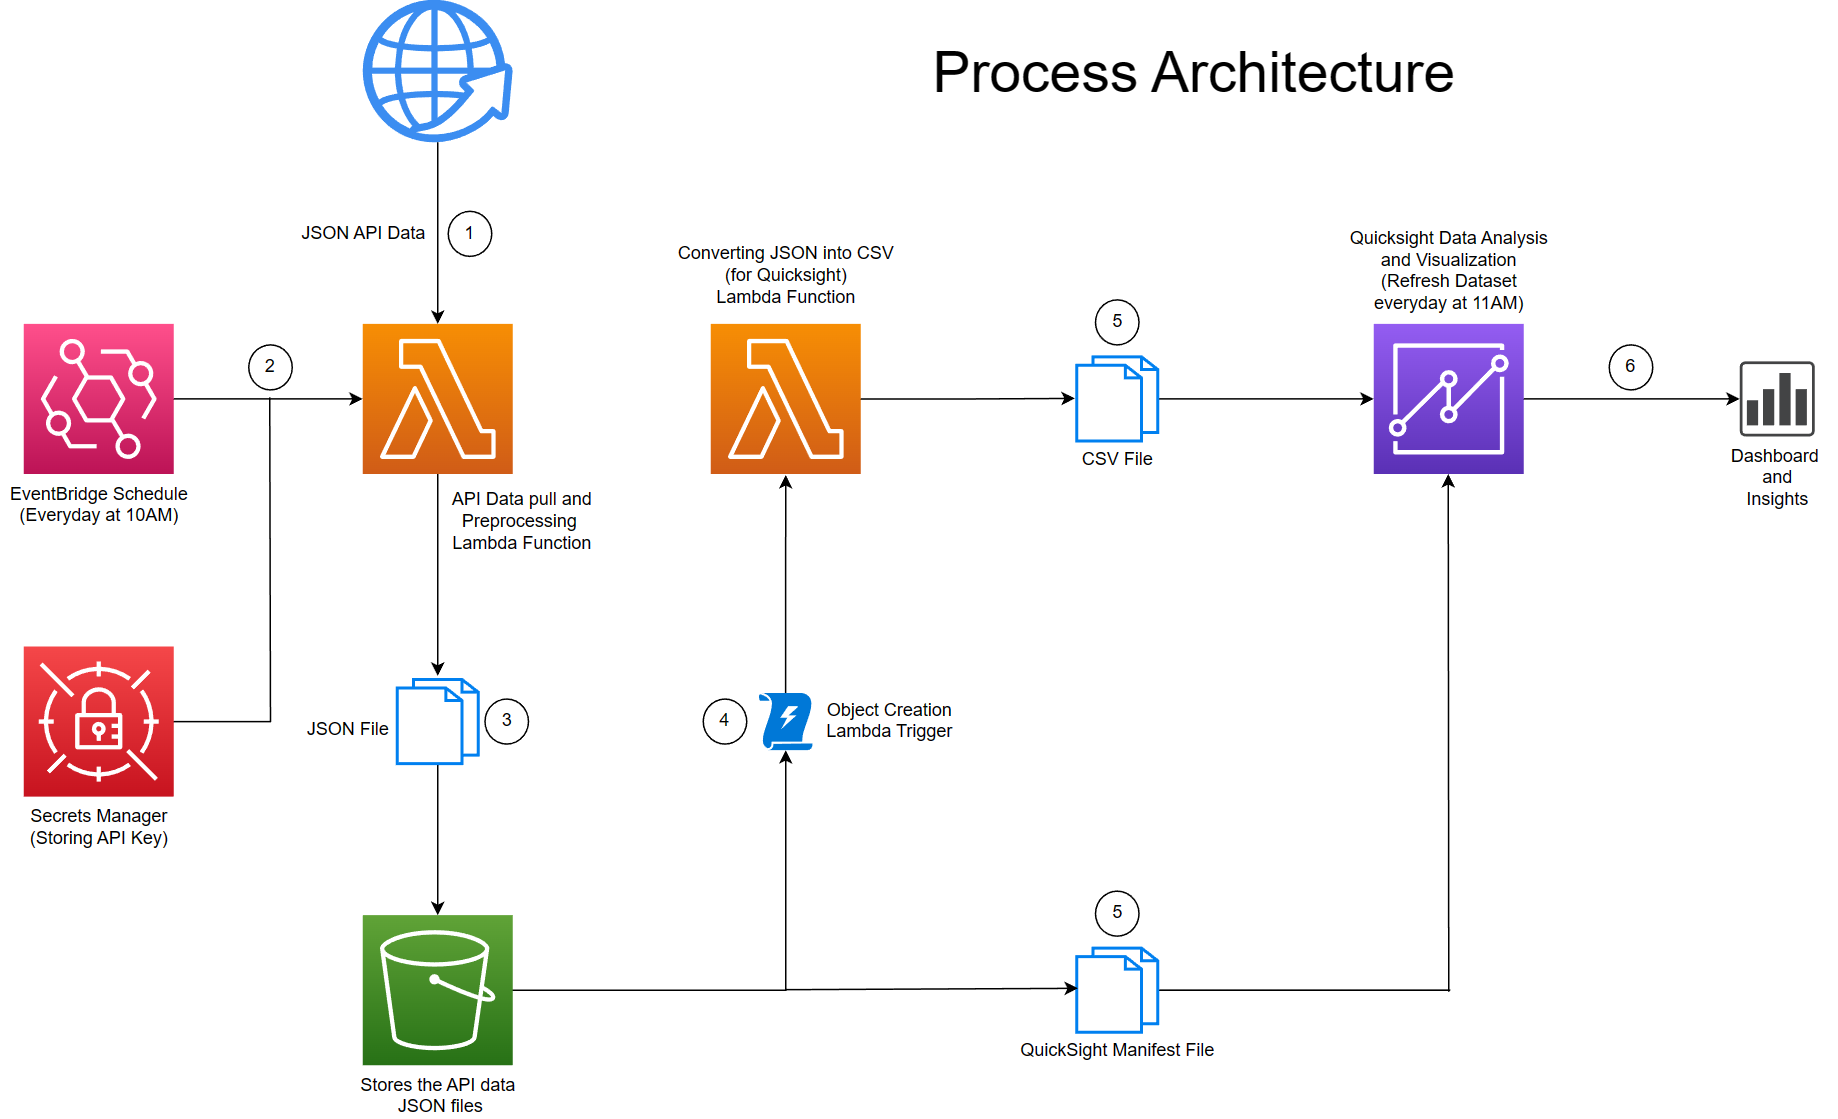 Process Architecture
JSON API Data
1
Converting JSON into CSV
(for Quicksight)
Lambda Function
Quicksight Data Analysis
and Visualization
(Refresh Dataset
everyday at 11AM)
5
2
6
CSV File
Dashboard
and
Insights
EventBridge Schedule
(Everyday at 10AM)
API Data pull and
Preprocessing
Lambda Function
JSON File
3
4
Object Creation
Lambda Trigger
Secrets Manager
(Storing API Key)
5
QuickSight Manifest File
Stores the API data
JSON files